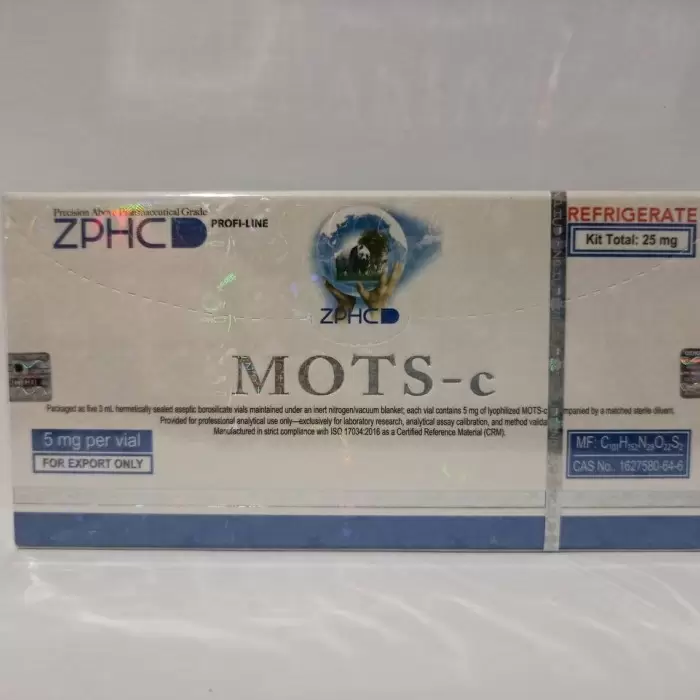 Precision Above Pharmaceutical Grade
ZPHC PROFI-LINE
REFRIGERATE
Kit Total: 25 mg
ZPHC
MOTS-c
Packaged as five 3 mL hermetically sealed aseptic borosilicate vials maintained under an inert nitrogen/vacuum blanket; each vial contains 5 mg of lyophilized MOTS-c mpanied by a matched sterile diluent.
Provided for professional analytical use only—exclusively for laboratory research, analytical assay calibration, and method valida
Manufactured in strict compliance with ISO 17034:2016 as a Certified Reference Material (CRM).
5 mg per vial
FOR EXPORT ONLY
MF: C₁₀₁H₁₅₂N₂₈O₂₂S₂
CAS No.. 1627580-64-6